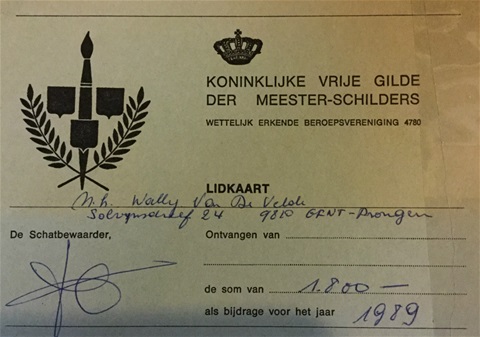 KONINKLIJKE VRIJE GILDE
DER MEESTER-SCHILDERS
WETTELIJK ERKENDE BEROEPSVERENIGING 4780
LIDKAART
M.h. Wally Van De Velde
24 9810 GENT-Drongen
De Schatbewaarder,
Ontvangen van
de som van 1.800 —
als bijdrage voor het jaar 1989